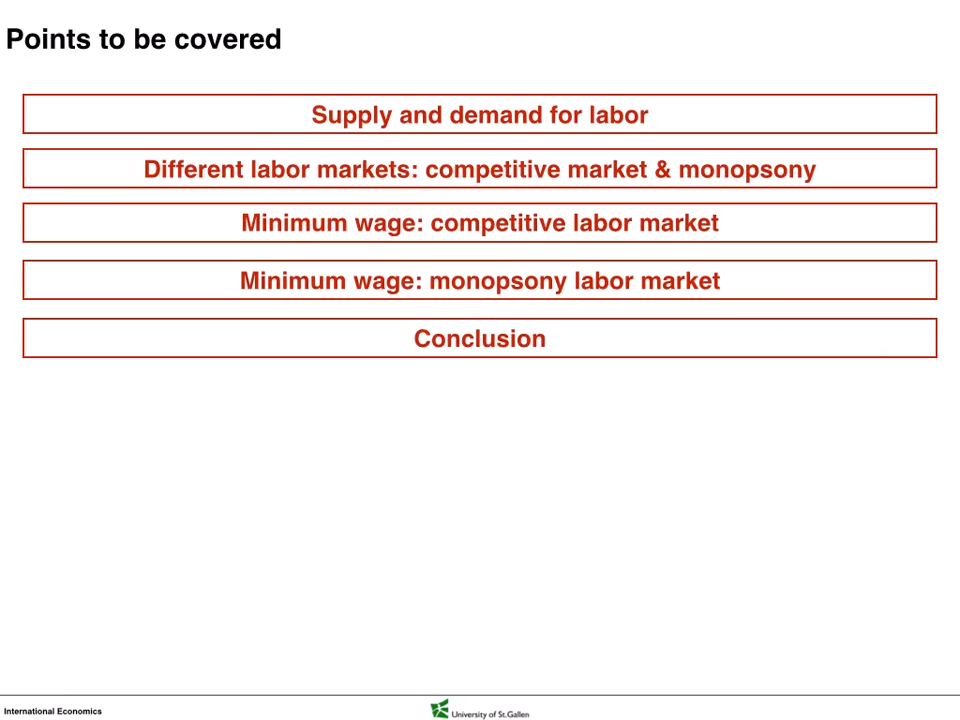 Points to be covered
Supply and demand for labor
Different labor markets: competitive market & monopsony
Minimum wage: competitive labor market
Minimum wage: monopsony labor market
Conclusion
International Economics
University of St.Gallen